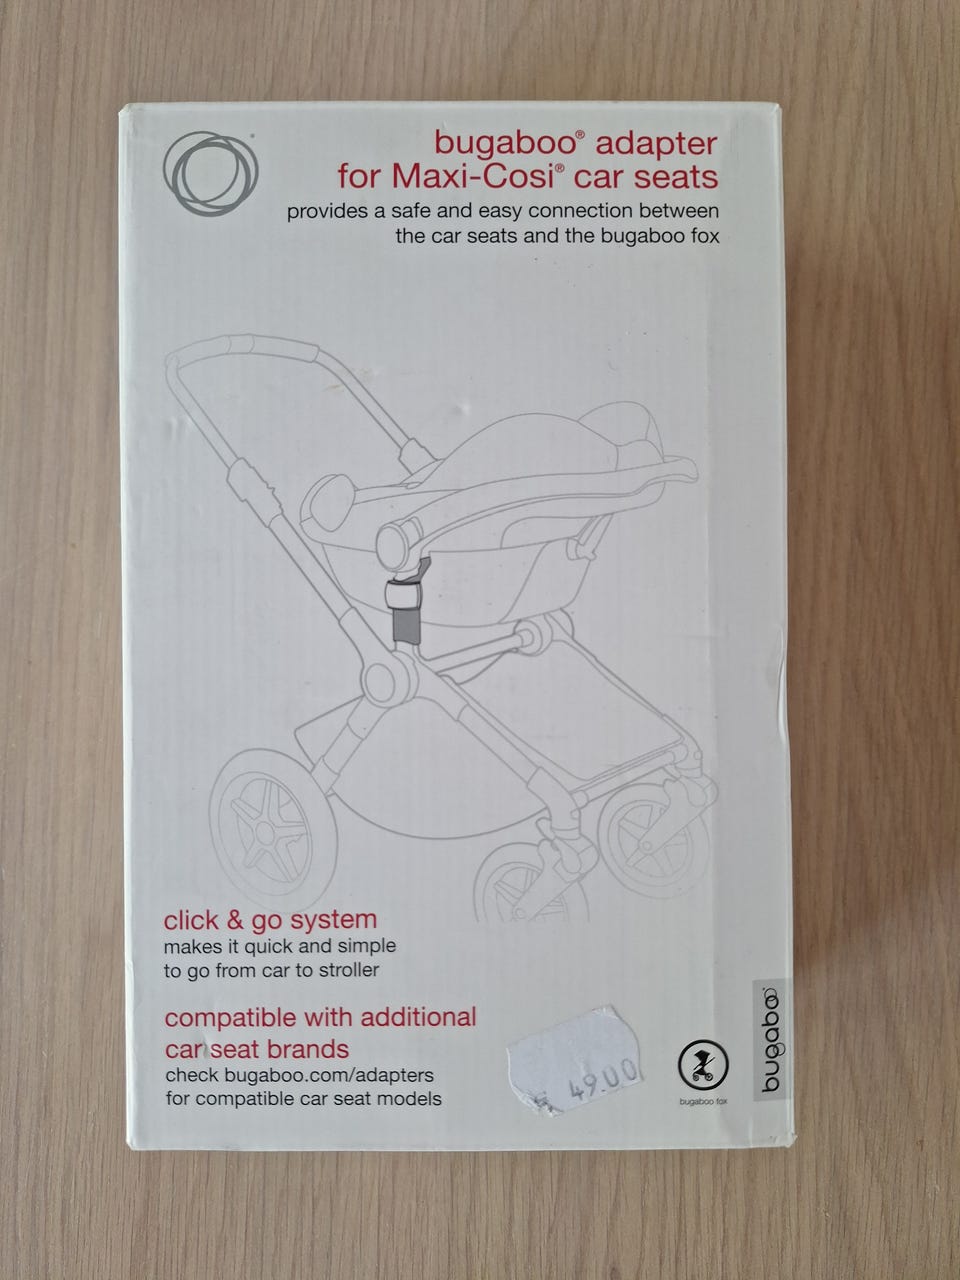 bugaboo® adapter
for Maxi-Cosi® car seats
provides a safe and easy connection between
the car seats and the bugaboo fox
click & go system
makes it quick and simple
to go from car to stroller
compatible with additional
car seat brands
check bugaboo.com/adapters
for compatible car seat models
49.00
bugaboo fox
bugaboo